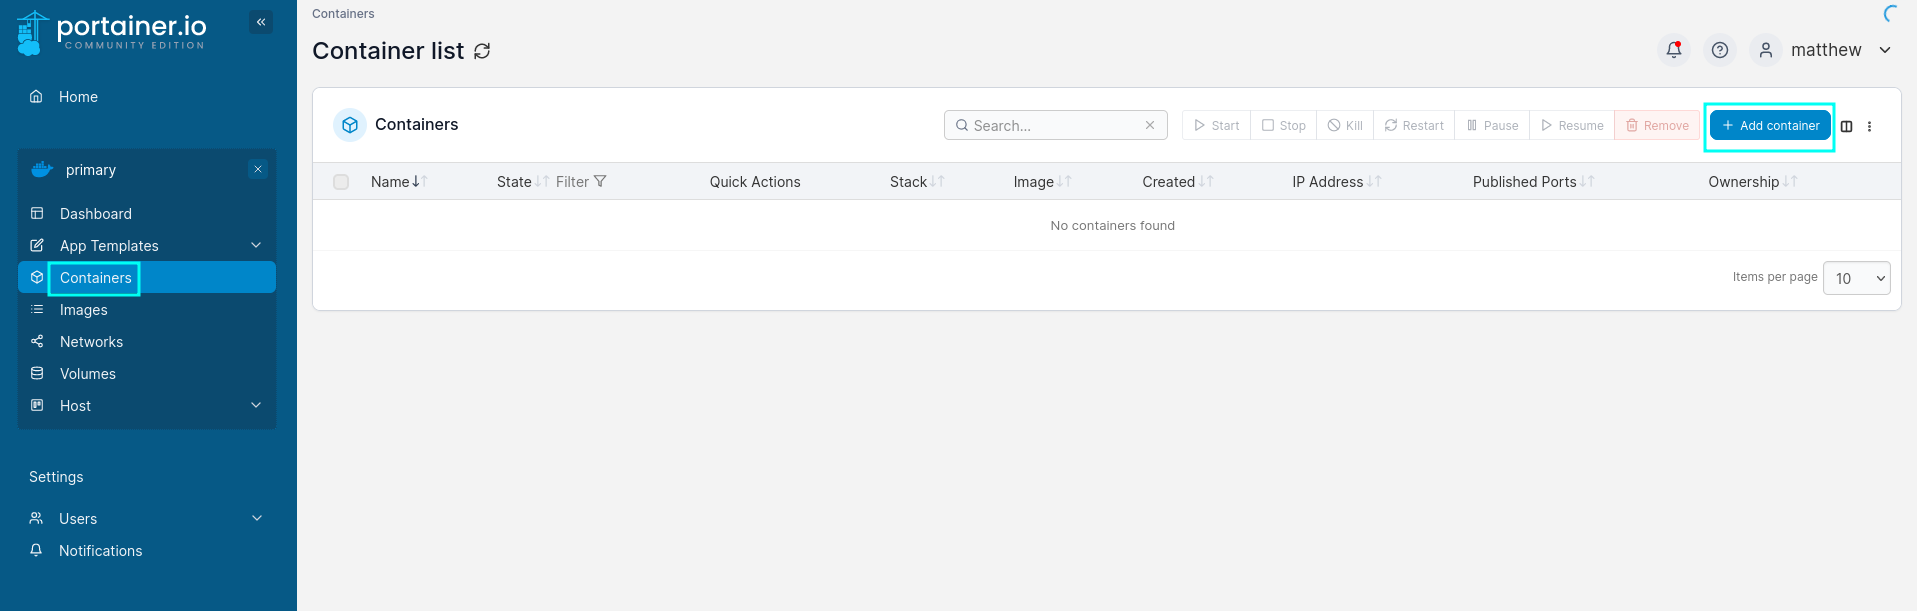 portainer.io
COMMUNITY EDITION
Home
primary
Dashboard
App Templates
Containers
Images
Networks
Volumes
Host
Settings
Users
Notifications
Containers
Container list
matthew
Containers
Search...
Start
Stop
Kill
Restart
Pause
Resume
Remove
+ Add container
Name State Filter Quick Actions Stack Image Created IP Address Published Ports Ownership
No containers found
Items per page 10